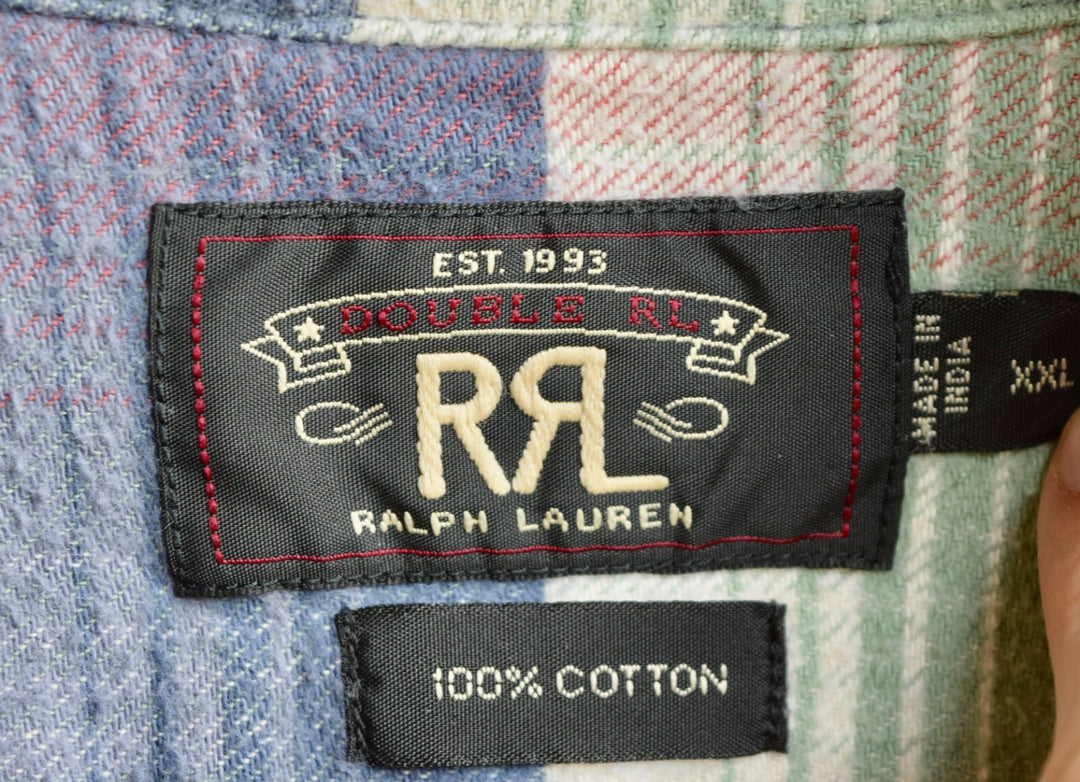 EST. 1993
DOUBLE RL
RRL
RALPH LAUREN
MADE IN
INDIA
XXL
100% COTTON